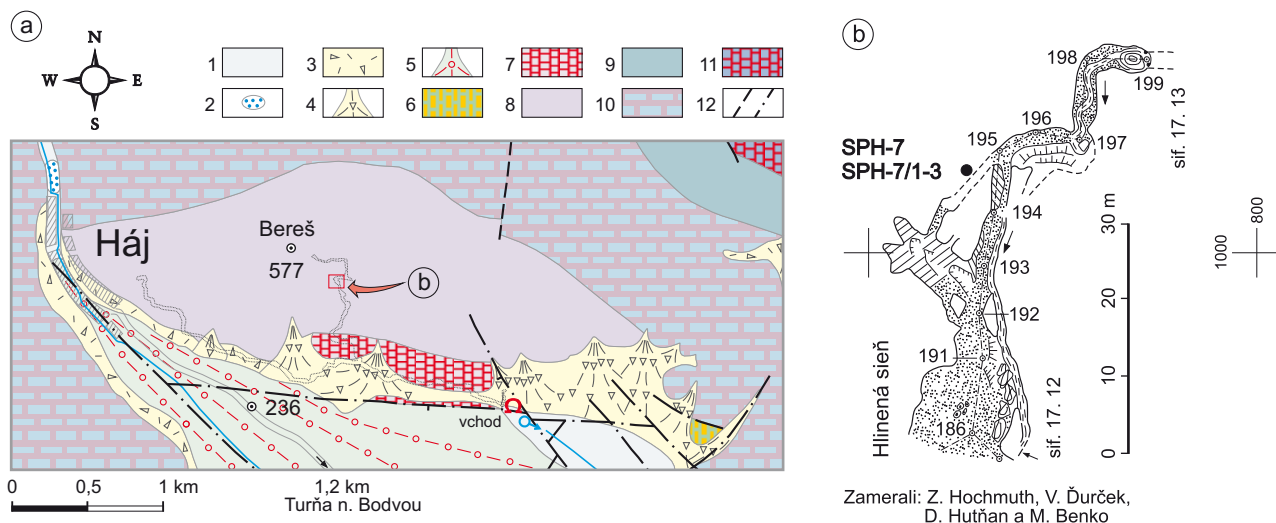 a
N
W E
S
1 3 5 7 9 11
2 4 6 8 10 12
Háj
Bereš
577
b
236
vchod
0 0,5 1 km 1,2 km
Turňa n. Bodvou
b
198
199
196
195
197
SPH-7
SPH-7/1-3
sif. 17. 13
194
30 m
800
1000
193
20
192
191
10
186
0
Hlinená sieň
sif. 17. 12
Zamerali: Z. Hochmuth, V. Ďurček,
D. Hutňan a M. Benko